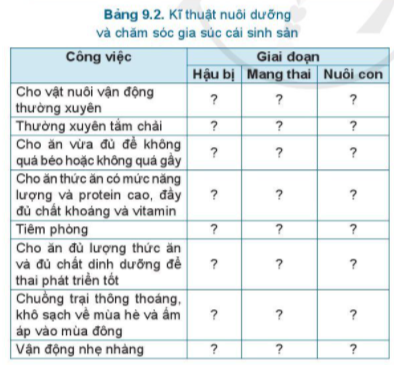 Bảng 9.2. Kĩ thuật nuôi dưỡng
và chăm sóc gia súc cái sinh sản
Công việc Giai đoạn
Hậu bị Mang thai Nuôi con
Cho vật nuôi vận động
thường xuyên ? ? ?
Thường xuyên tắm chải ? ? ?
Cho ăn vừa đủ để không
quá béo hoặc không quá gầy ? ? ?
Cho ăn thức ăn có mức năng
lượng và protein cao, đầy
đủ chất khoáng và vitamin ? ? ?
Tiêm phòng ? ? ?
Cho ăn đủ lượng thức ăn
và đủ chất dinh dưỡng để
thai phát triển tốt ? ? ?
Chuồng trại thông thoáng,
khô sạch về mùa hè và ấm
áp vào mùa đông ? ? ?
Vận động nhẹ nhàng ? ? ?